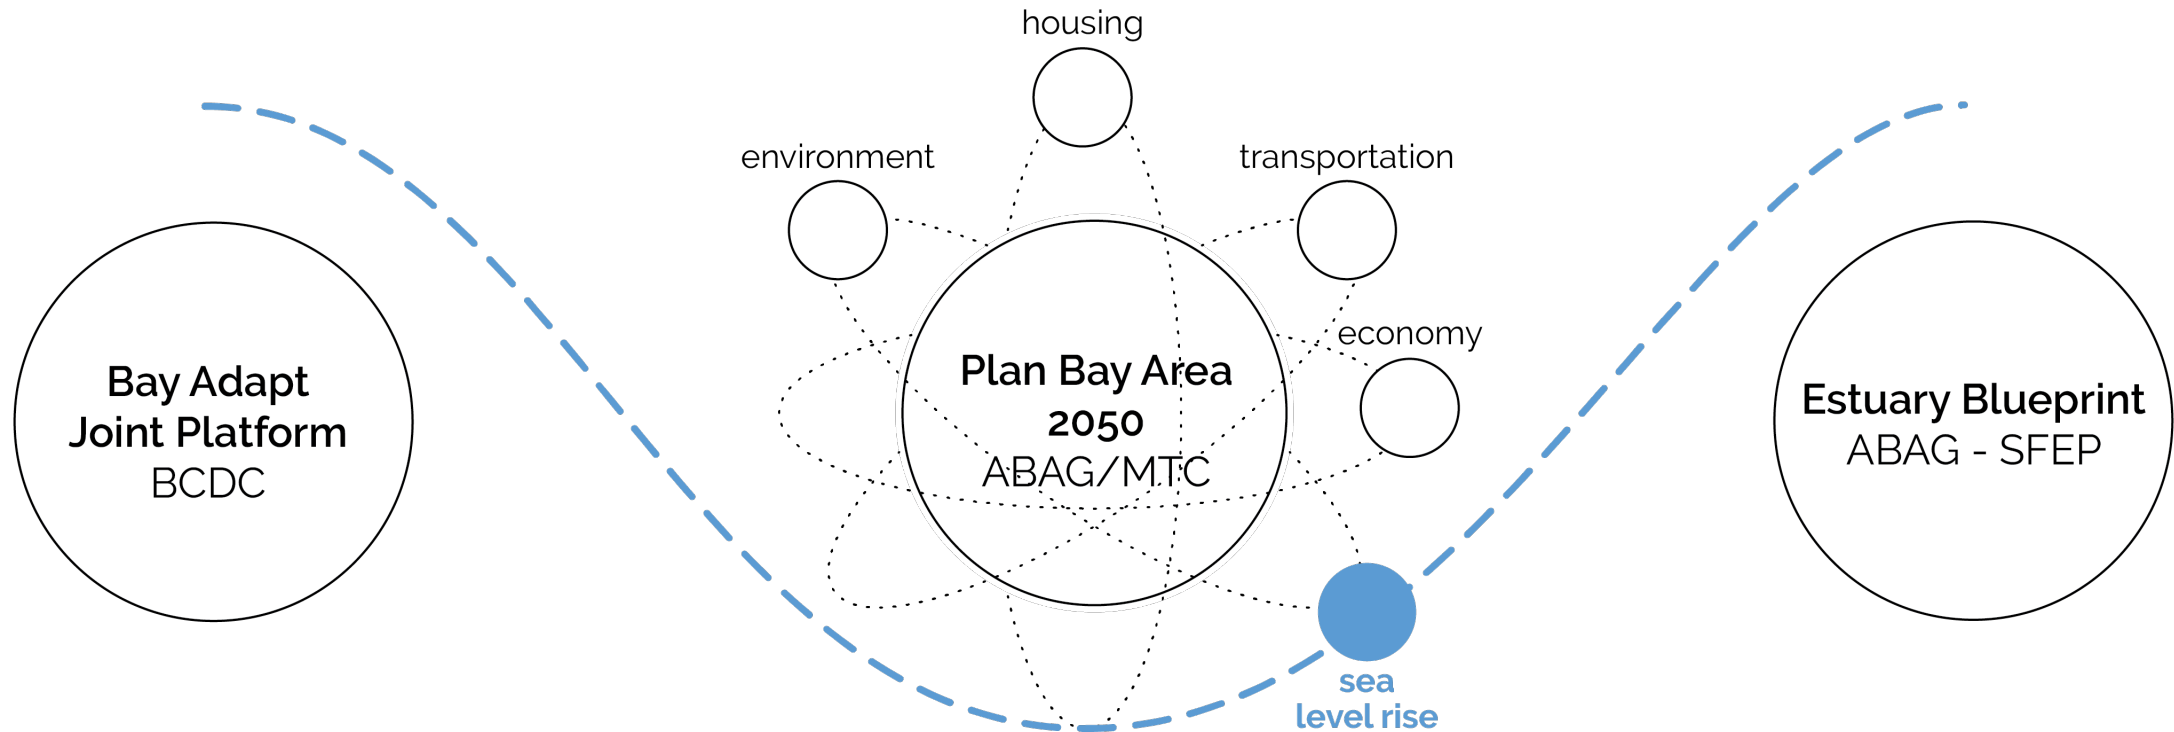 housing
environment
transportation
economy
Bay Adapt
Joint Platform
BCDC
Plan Bay Area
2050
ABAG/MTC
Estuary Blueprint
ABAG - SFEP
sea
level rise